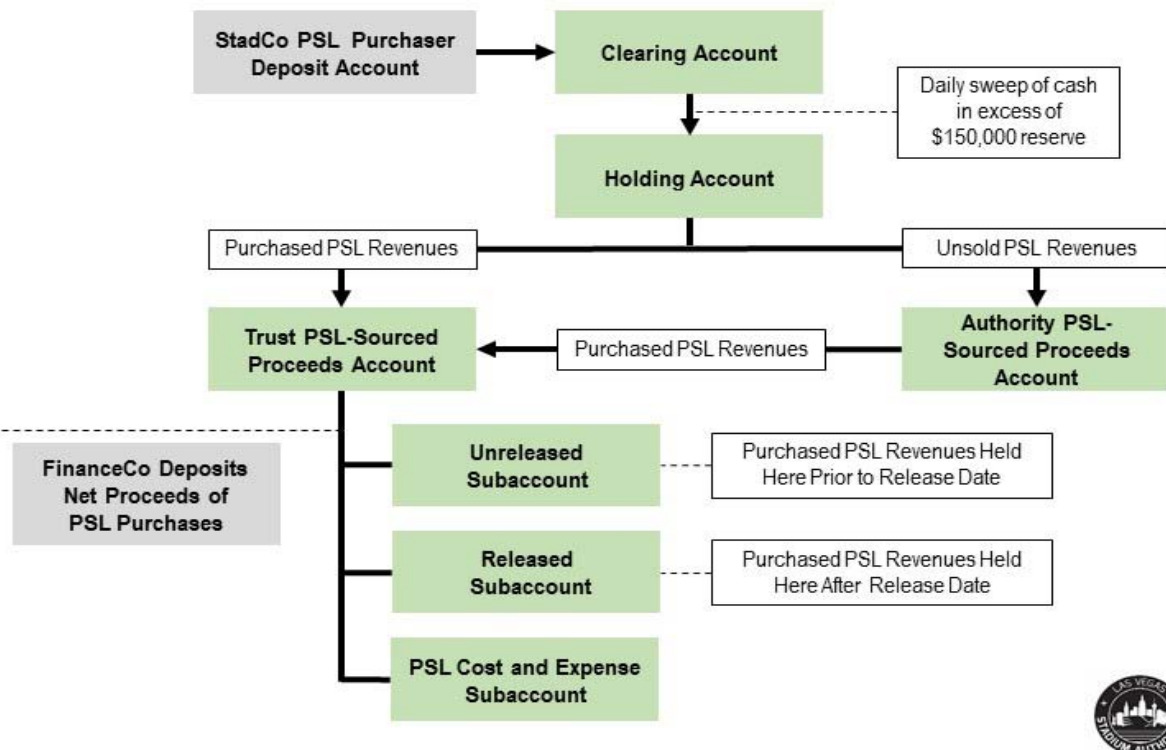 StadCo PSL Purchaser
Deposit Account
Clearing Account
Daily sweep of cash
in excess of
$150,000 reserve
Holding Account
Purchased PSL Revenues
Unsold PSL Revenues
Trust PSL-Sourced
Proceeds Account
Purchased PSL Revenues
Authority PSL-
Sourced Proceeds
Account
FinanceCo Deposits
Net Proceeds of
PSL Purchases
Unreleased
Subaccount
Purchased PSL Revenues Held
Here Prior to Release Date
Released
Subaccount
Purchased PSL Revenues Held
Here After Release Date
PSL Cost and Expense
Subaccount
LAS VEGAS
STADIUM